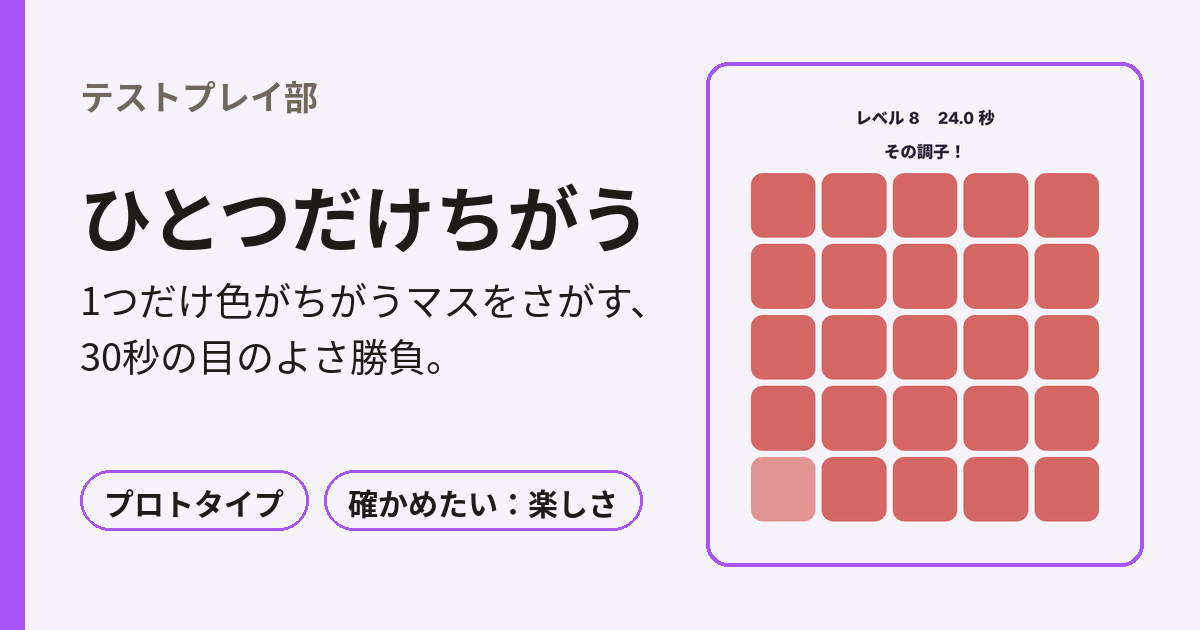 テストプレイ部
ひとつだけちがう
1つだけ色がちがうマスをさがす、
30秒の目のよさ勝負。
プロトタイプ
確かめたい：楽しさ
レベル 8 24.0 秒
その調子！